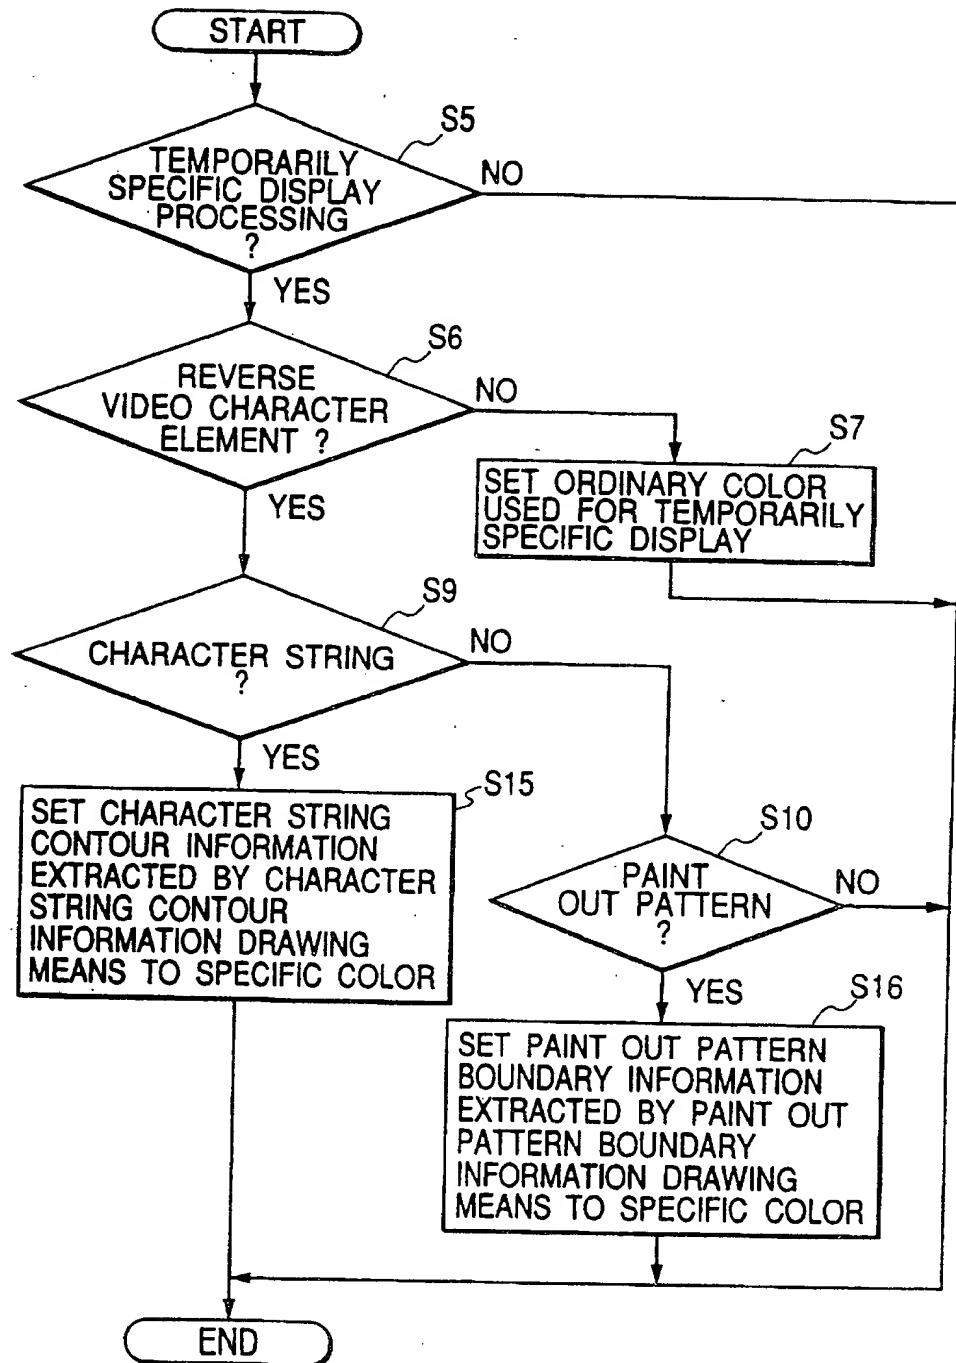 START
S5
TEMPORARILY
SPECIFIC DISPLAY
PROCESSING
?
NO
YES
S6
REVERSE
VIDEO CHARACTER
ELEMENT ?
NO
YES
S7
SET ORDINARY COLOR
USED FOR TEMPORARILY
SPECIFIC DISPLAY
S9
CHARACTER STRING
?
NO
YES
S15
SET CHARACTER STRING
CONTOUR INFORMATION
EXTRACTED BY CHARACTER
STRING CONTOUR
INFORMATION DRAWING
MEANS TO SPECIFIC COLOR
S10
PAINT
OUT PATTERN
?
NO
YES
S16
SET PAINT OUT PATTERN
BOUNDARY INFORMATION
EXTRACTED BY PAINT OUT
PATTERN BOUNDARY
INFORMATION DRAWING
MEANS TO SPECIFIC COLOR
END